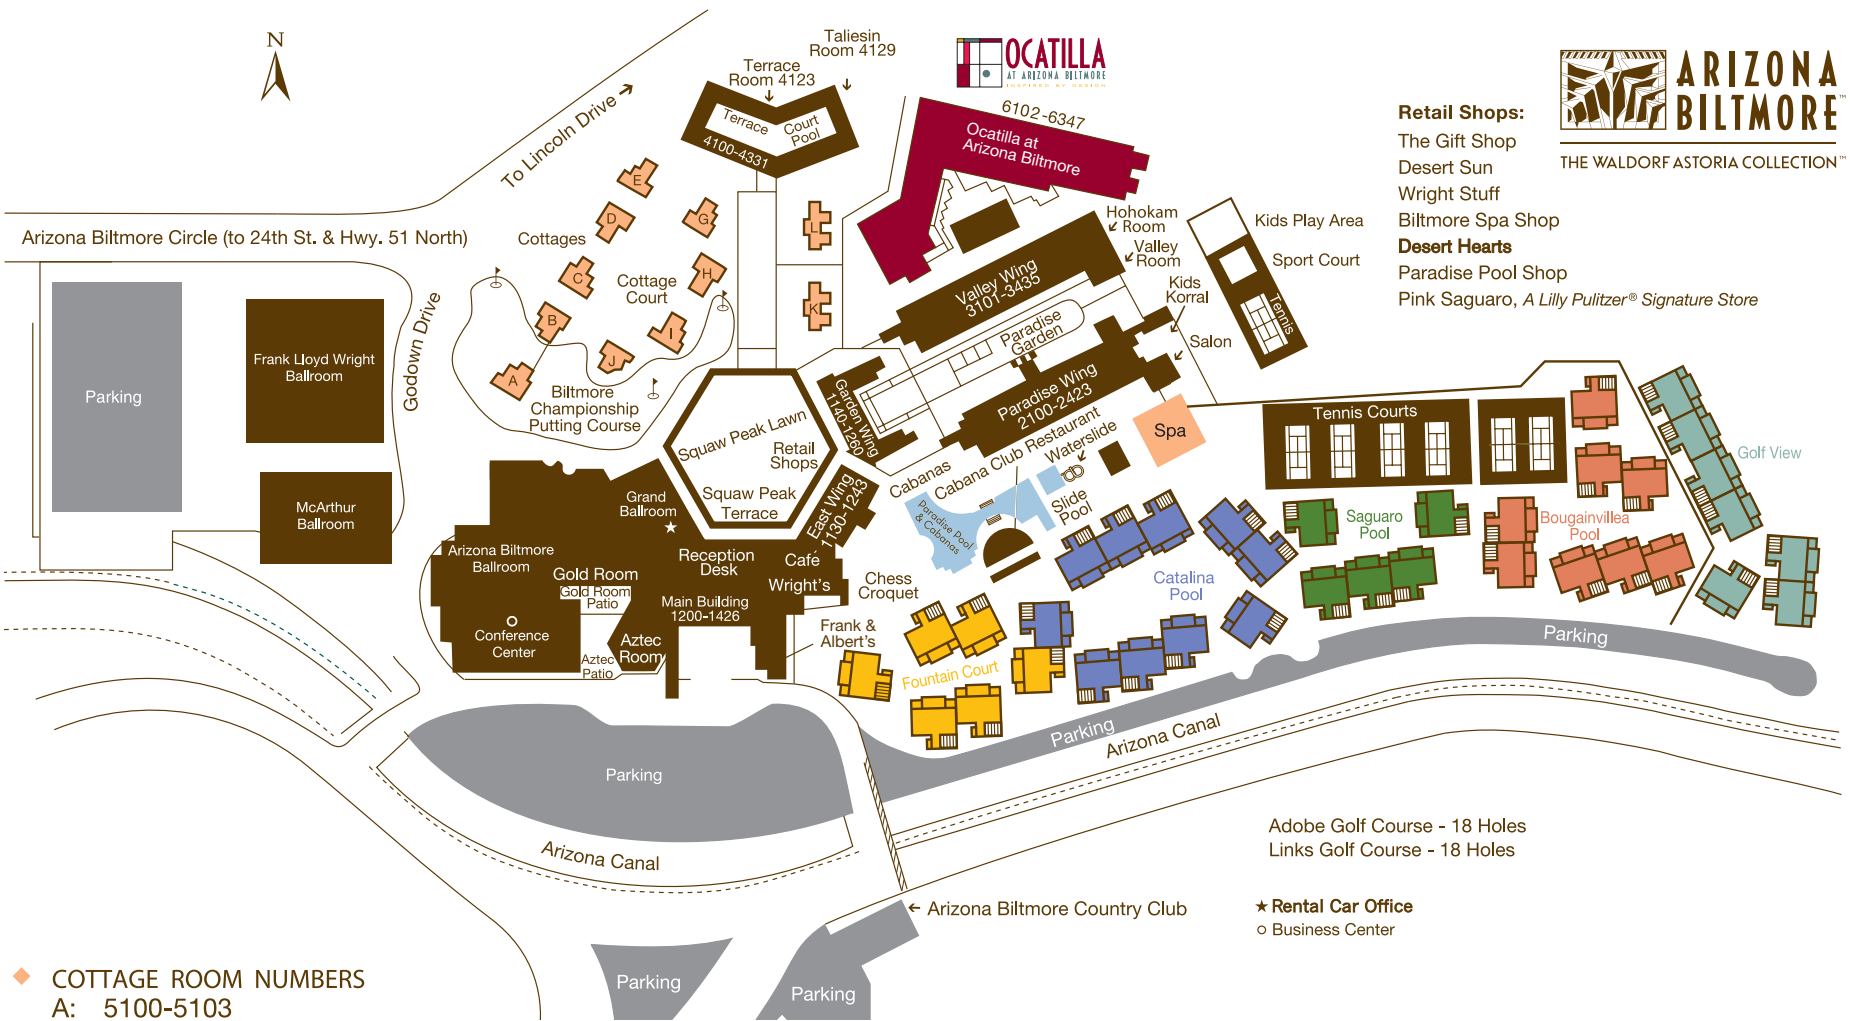 N
Taliesin
Room 4129
Terrace
Room 4123
OCATILLA
AT ARIZONA BILTMORE
INSPIRED BY DESIGN
ARIZONA
BILTMORE™
THE WALDORF ASTORIA COLLECTION™
Retail Shops:
The Gift Shop
Desert Sun
Wright Stuff
Biltmore Spa Shop
Desert Hearts
Paradise Pool Shop
Pink Saguaro, A Lilly Pulitzer® Signature Store
To Lincoln Drive →
Terrace
Court
Pool
4100-4331
6102-6347
Ocatilla at
Arizona Biltmore
Arizona Biltmore Circle (to 24th St. & Hwy. 51 North)
Cottages
E
D
G
L
C
H
K
B
I
J
A
Cottage
Court
Hohokam
Room
Valley
Room
Kids
Korral
Salon
Kids Play Area
Sport Court
Tennis
Valley Wing
3101-3435
Paradise
Garden
Paradise Wing
2100-2423
Garden Wing
1140-1260
Parking
Frank Lloyd Wright
Ballroom
Godown Drive
McArthur
Ballroom
Biltmore
Championship
Putting Course
Squaw Peak Lawn
Retail
Shops
Squaw Peak
Terrace
East Wing
1130-1243
Cabanas
Cabana Club Restaurant
Waterslide
Slide
Pool
Paradise Pool
& Cabanas
Spa
Tennis Courts
Golf View
Saguaro
Pool
Bougainvillea
Pool
Catalina
Pool
Fountain Court
Grand
Ballroom
Arizona Biltmore
Ballroom
Gold Room
Gold Room
Patio
Reception
Desk
Café
Wright's
Main Building
1200-1426
Conference
Center
Aztec
Room
Aztec
Patio
Chess
Croquet
Frank &
Albert's
Parking
Parking
Parking
Arizona Canal
Arizona Canal
Adobe Golf Course - 18 Holes
Links Golf Course - 18 Holes
← Arizona Biltmore Country Club
★ Rental Car Office
○ Business Center
Parking
Parking
COTTAGE ROOM NUMBERS
A: 5100-5103